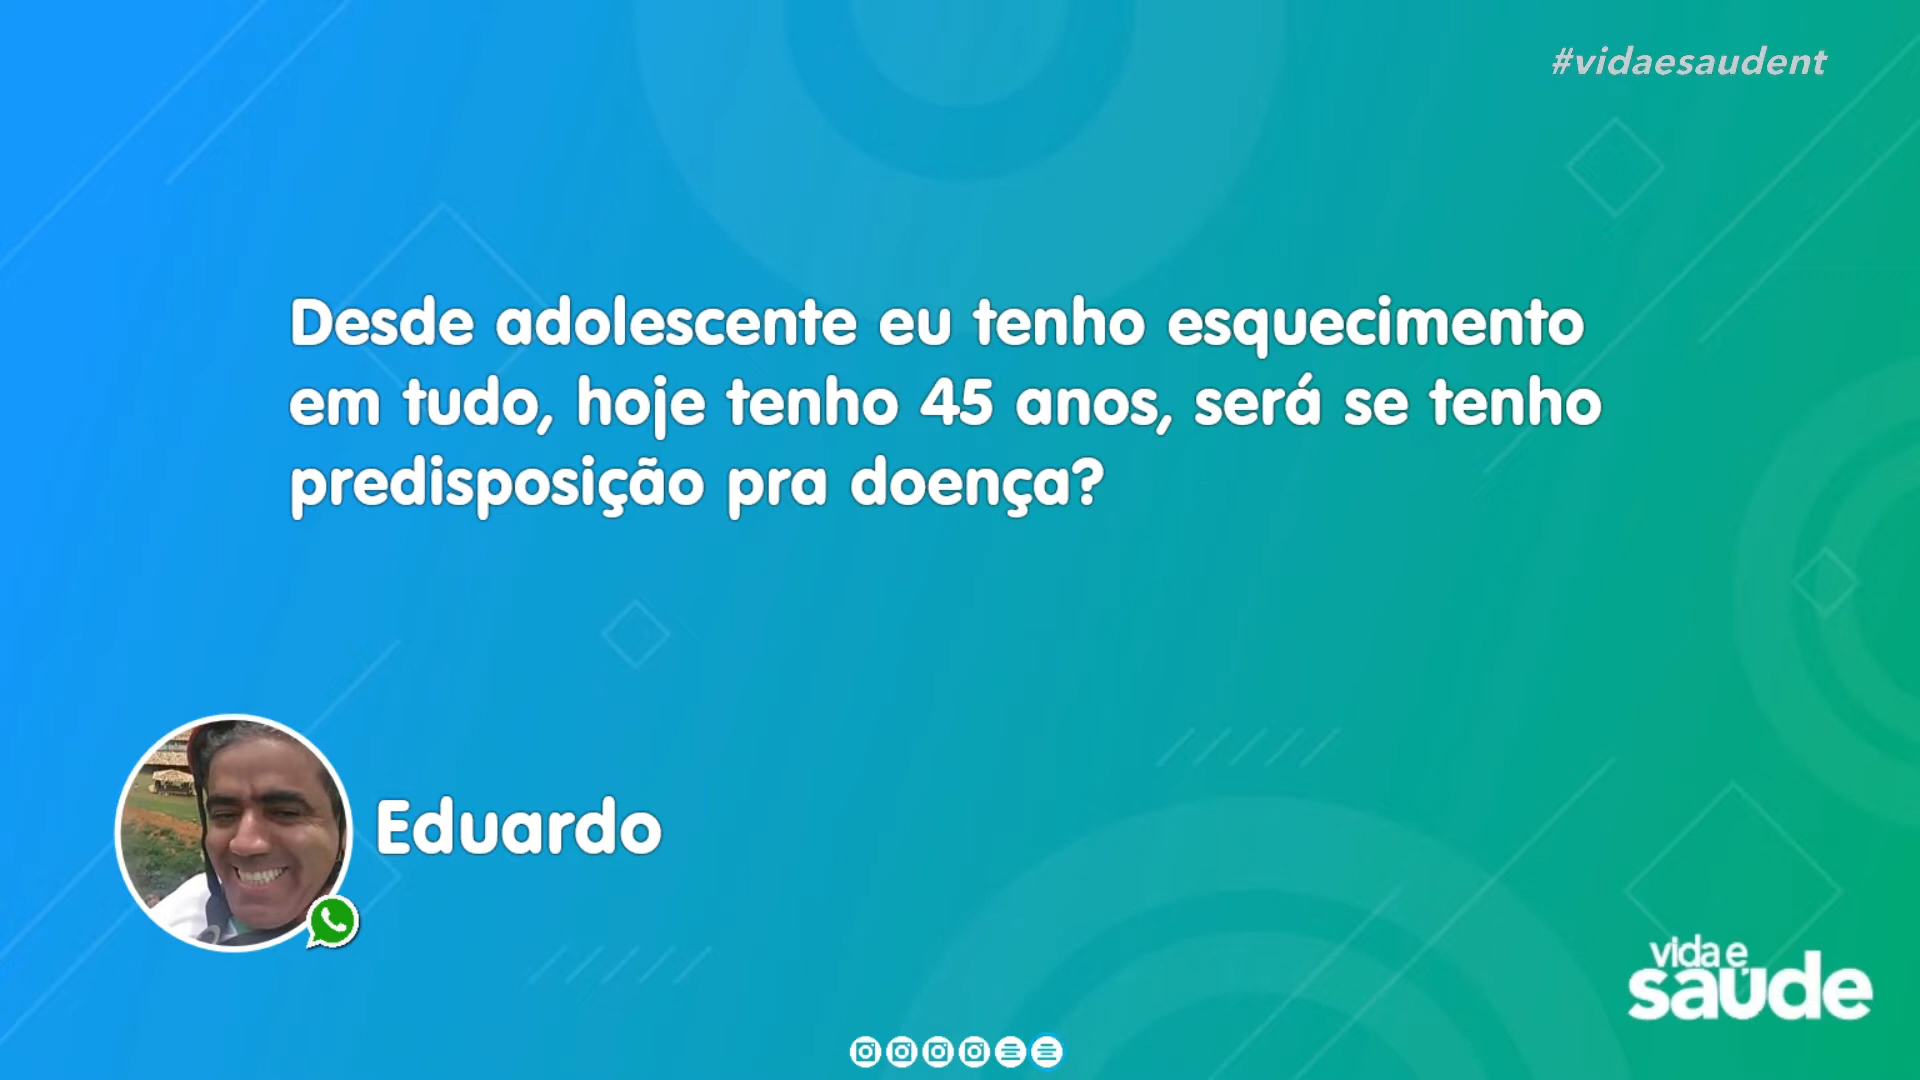 #vidaesaudent
Desde adolescente eu tenho esquecimento
em tudo, hoje tenho 45 anos, será se tenho
predisposição pra doença?
Eduardo
vida e
saúde